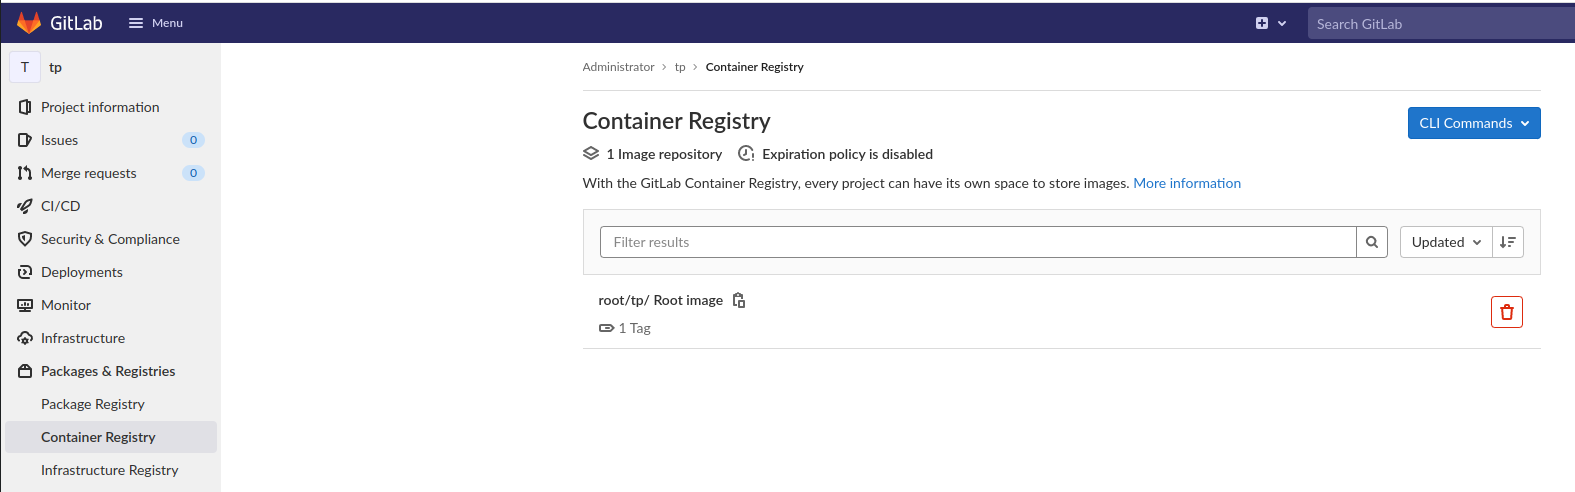 GitLab Menu Search GitLab
T tp
Project information
Issues 0
Merge requests 0
CI/CD
Security & Compliance
Deployments
Monitor
Infrastructure
Packages & Registries
Package Registry
Container Registry
Infrastructure Registry
Administrator > tp > Container Registry
Container Registry
CLI Commands
1 Image repository Expiration policy is disabled
With the GitLab Container Registry, every project can have its own space to store images. More information
Filter results Updated
root/tp/ Root image
1 Tag